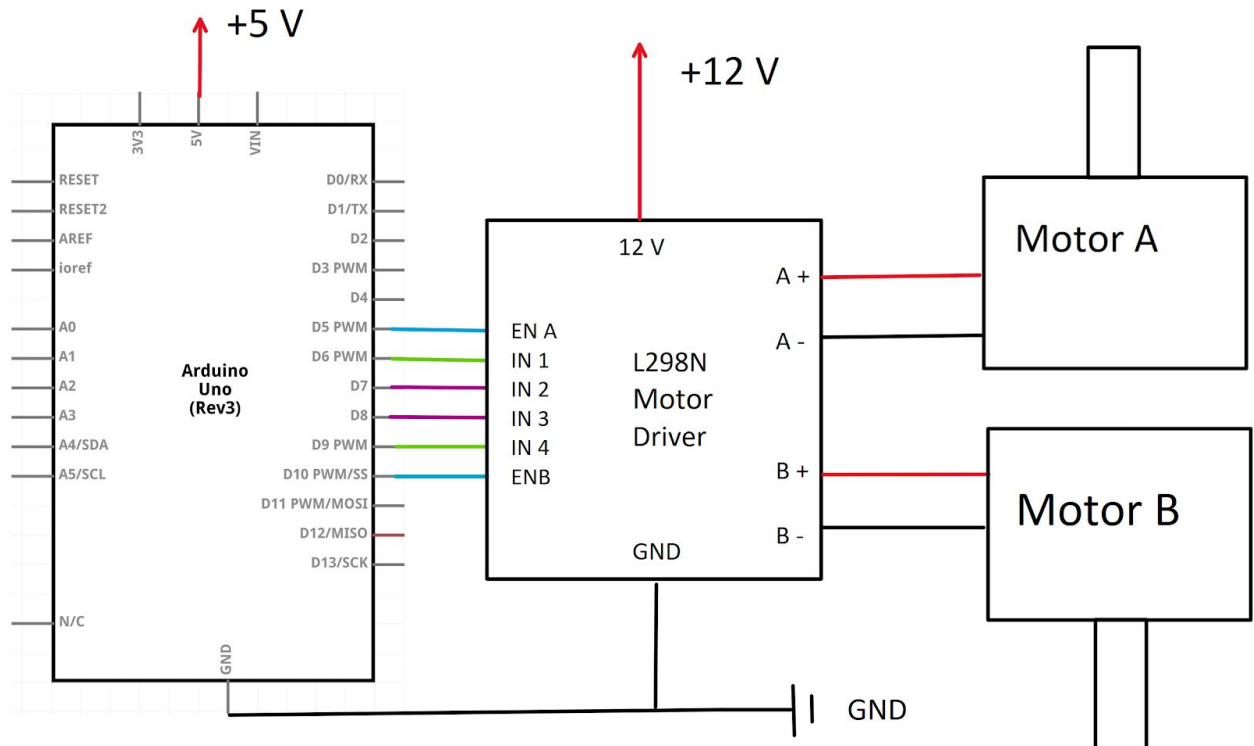 +5 V
+12 V
3V3
5V
VIN
RESET
RESET2
AREF
ioref
A0
A1
A2
A3
A4/SDA
A5/SCL
N/C
Arduino
Uno
(Rev3)
D0/RX
D1/TX
D2
D3 PWM
D4
D5 PWM
D6 PWM
D7
D8
D9 PWM
D10 PWM/SS
D11 PWM/MOSI
D12/MISO
D13/SCK
GND
12 V
EN A
IN 1
IN 2
IN 3
IN 4
ENB
L298N
Motor
Driver
A +
A -
B +
B -
GND
Motor A
Motor B
GND